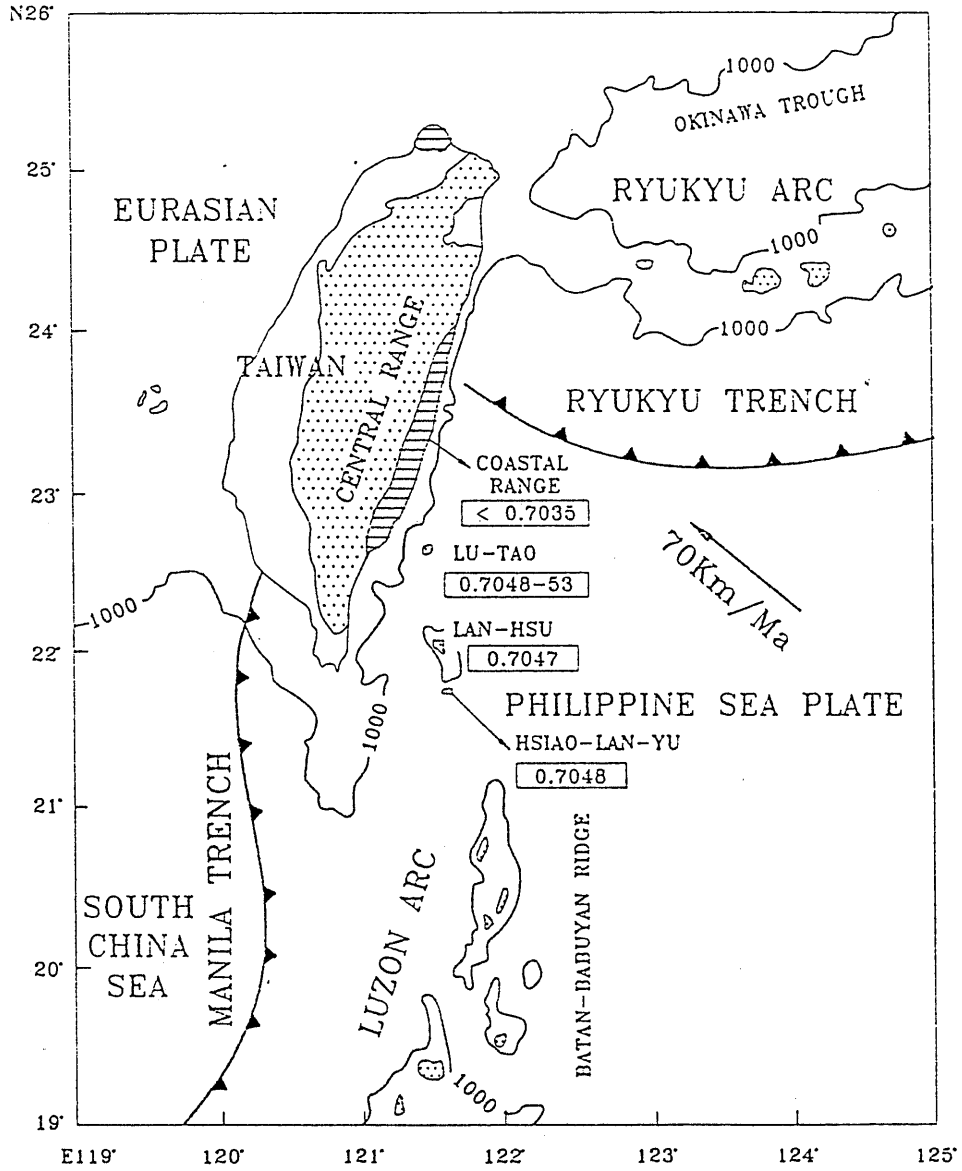 N26°
1000
OKINAWA TROUGH
25°
RYUKYU ARC
EURASIAN
PLATE
1000
24°
1000
TAIWAN
CENTRAL RANGE
RYUKYU TRENCH
COASTAL
RANGE
< 0.7035
23°
LU-TAO
0.7048-53
70Km/Ma
1000
LAN-HSU
0.7047
22°
1000
PHILIPPINE SEA PLATE
HSIAO-LAN-YU
0.7048
21°
MANILA TRENCH
BATAN-BABUYAN RIDGE
LUZON ARC
SOUTH
CHINA
SEA
20°
1000
19°
E119°
120°
121°
122°
123°
124°
125°